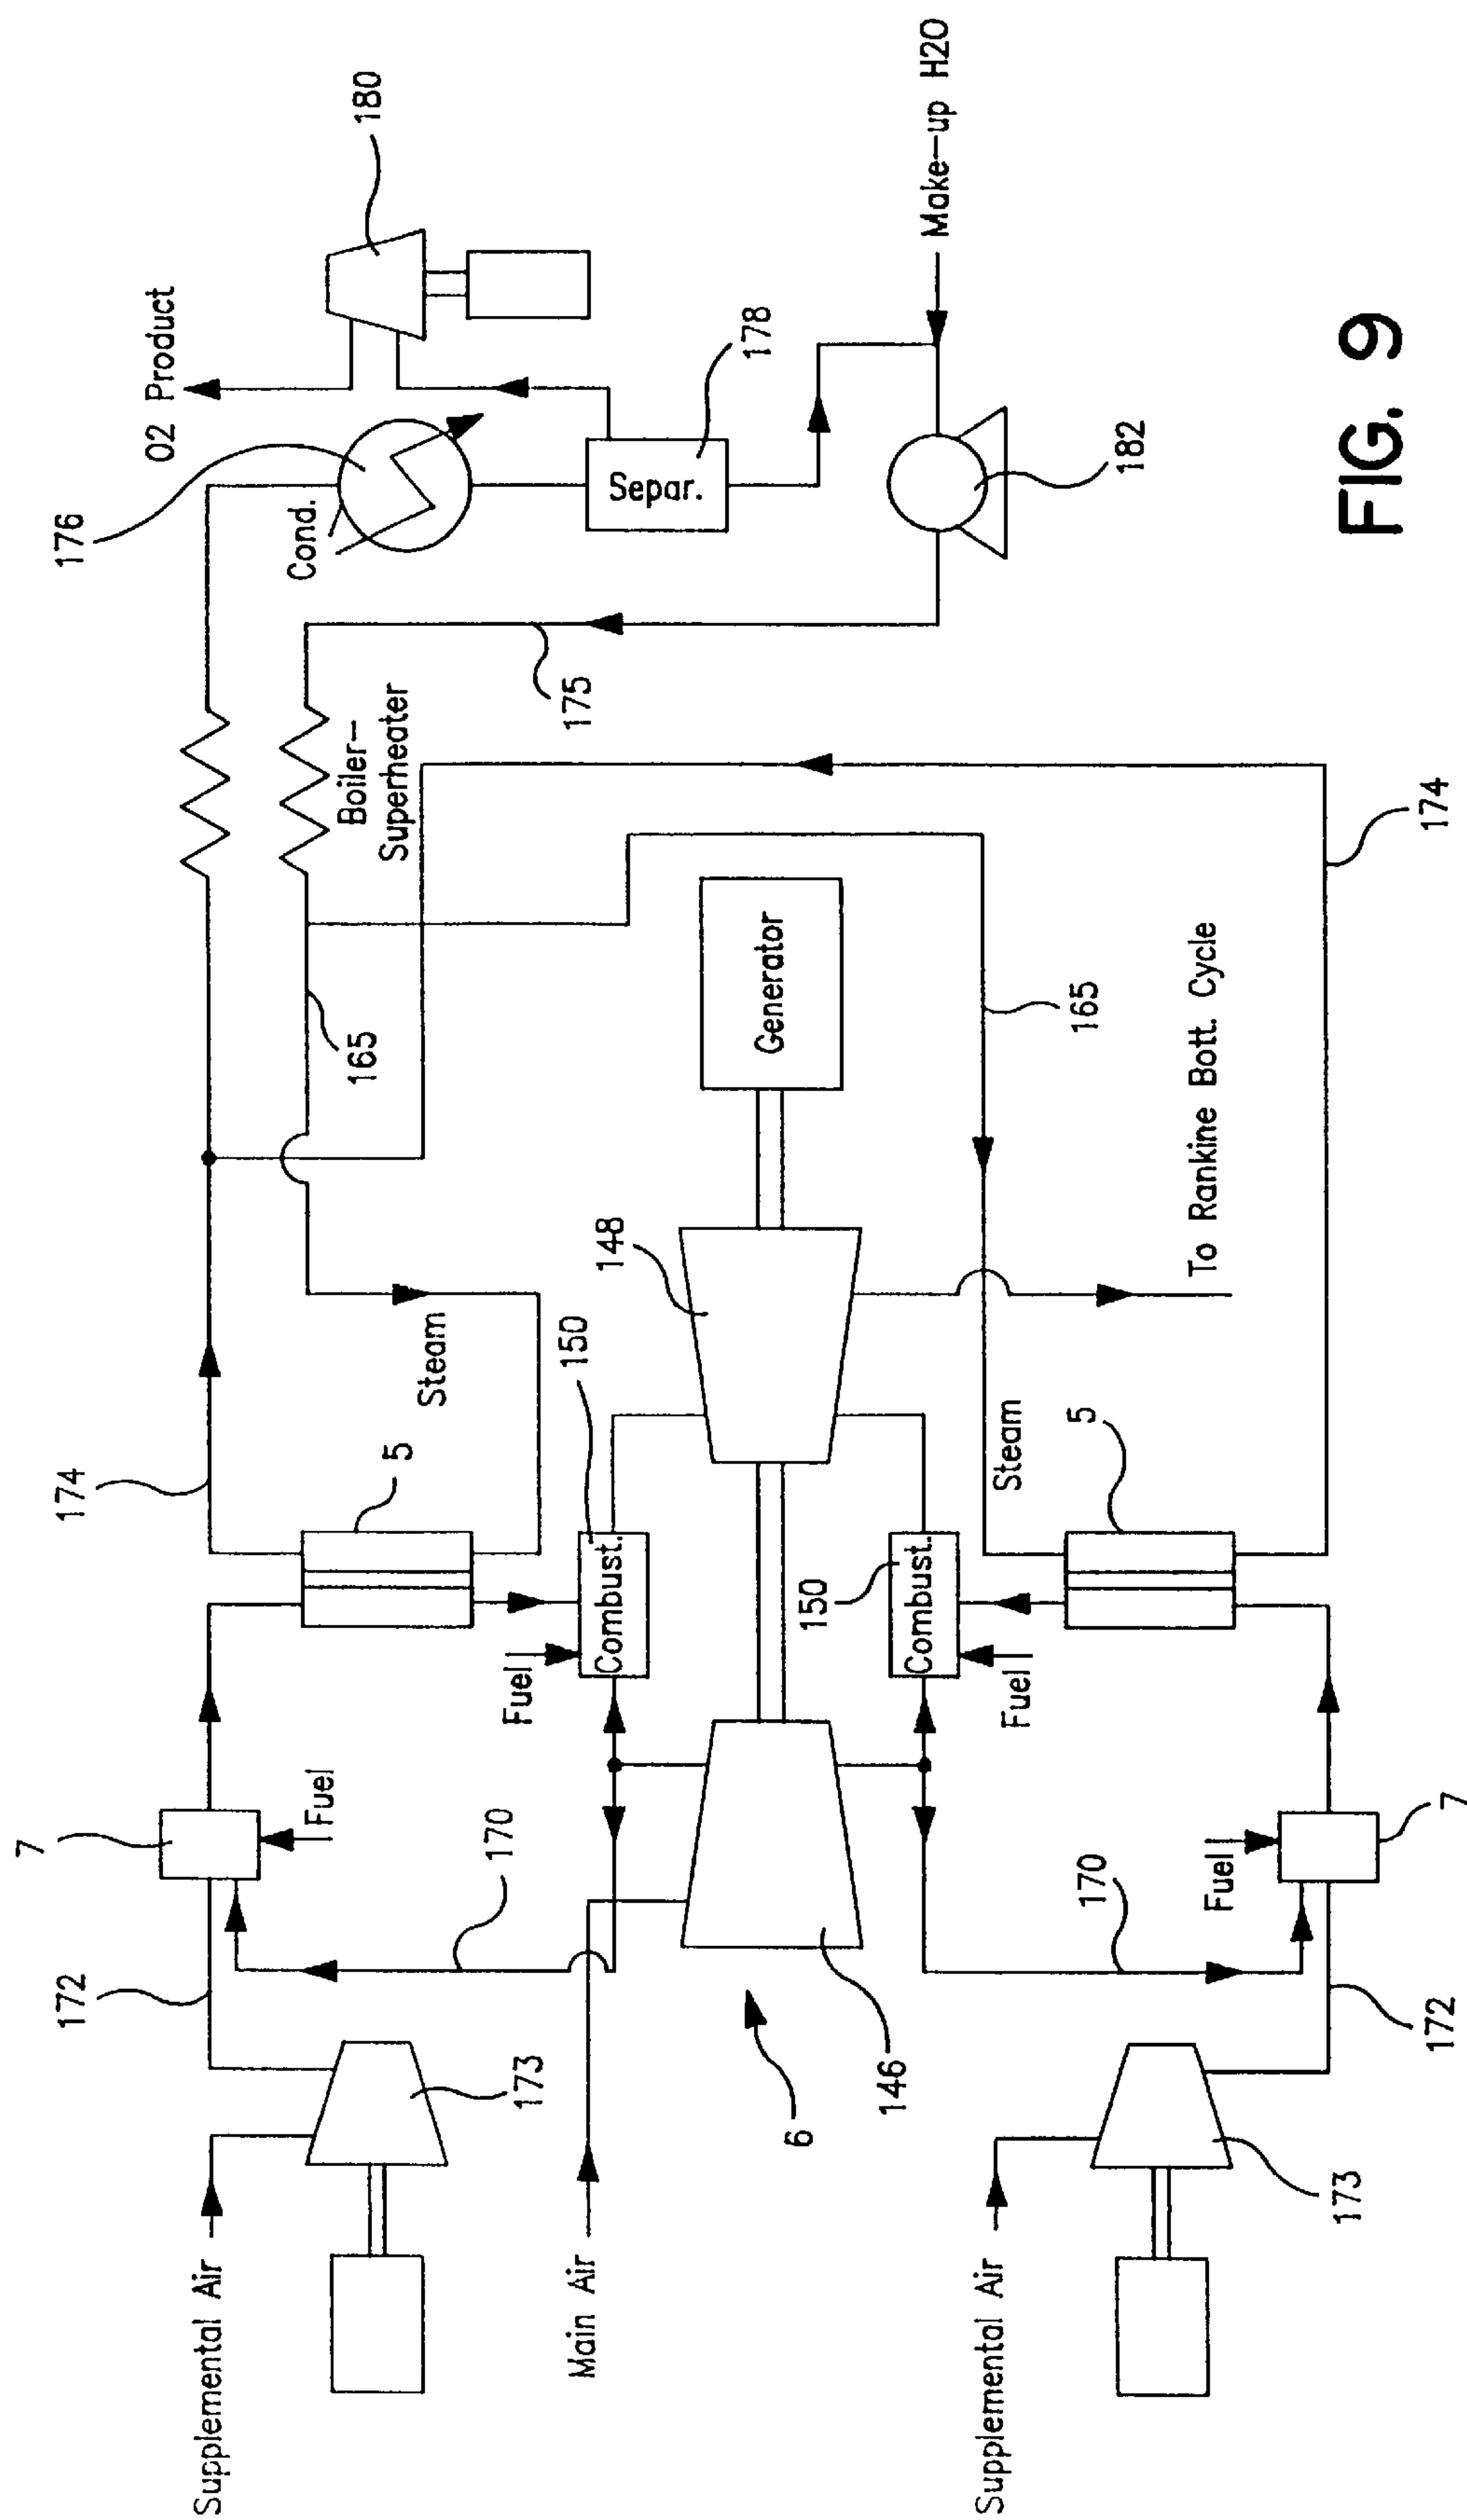 7
172
174
176
O2 Product
Supplemental Air
Cond.
Fuel
Boiler—
Superheater
165
180
5
Steam
170
Fuel
173
150
175
Main Air
148
Combust.
Separ.
178
Generator
6
150
146
Combust.
Make—up H2O
Supplemental Air
Steam
Fuel
5
165
170
182
To Rankine Bott. Cycle
Fuel
173
FIG. 9
172
174
7